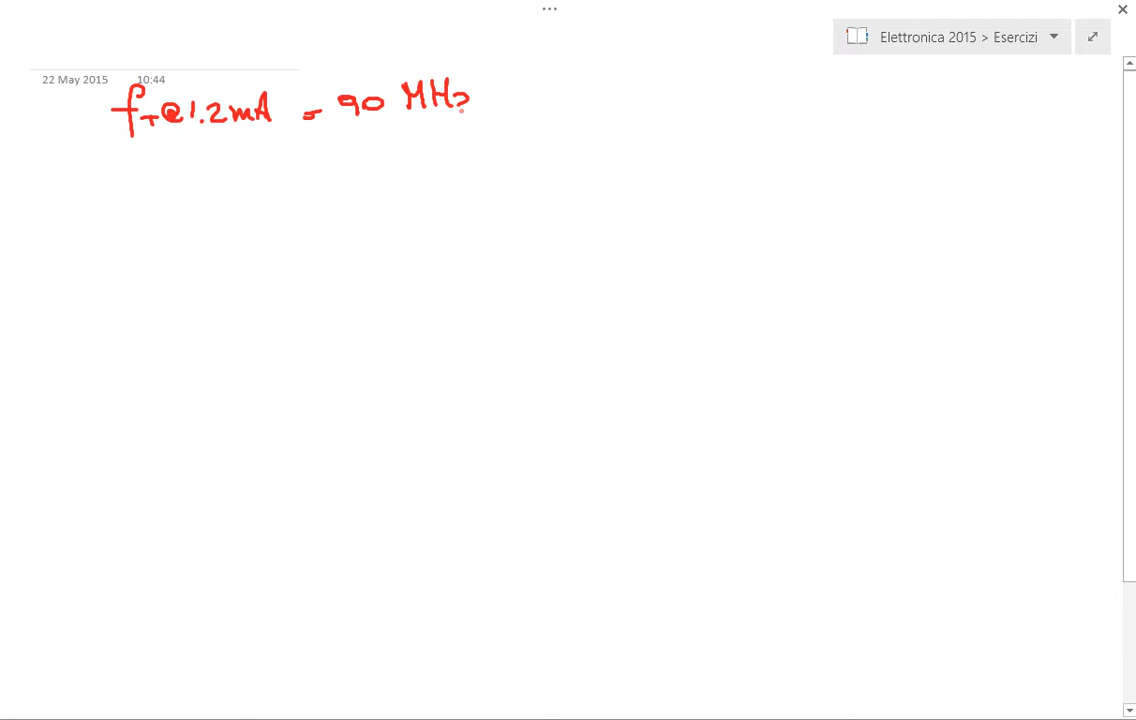 ...
Elettronica 2015 > Esercizi
22 May 2015 10:44
fT@1.2mA = 90 MHz